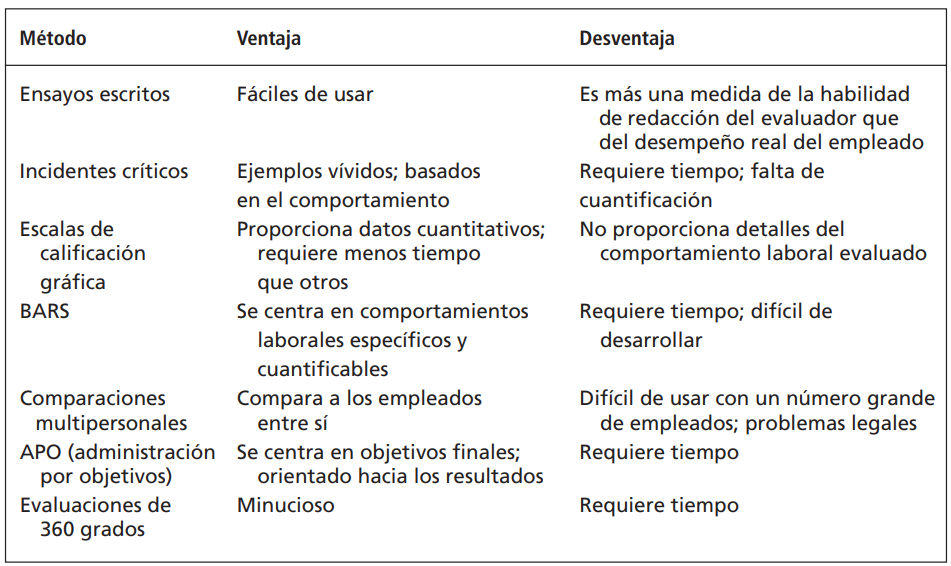 Método Ventaja Desventaja
Ensayos escritos Fáciles de usar Es más una medida de la habilidad
de redacción del evaluador que
del desempeño real del empleado
Incidentes críticos Ejemplos vívidos; basados Requiere tiempo; falta de
en el comportamiento cuantificación
Escalas de Proporciona datos cuantitativos; No proporciona detalles del
calificación requiere menos tiempo comportamiento laboral evaluado
gráfica que otros
BARS Se centra en comportamientos Requiere tiempo; difícil de
laborales específicos y desarrollar
cuantificables
Comparaciones Compara a los empleados Difícil de usar con un número grande
multipersonales entre sí de empleados; problemas legales
APO (administración Se centra en objetivos finales; Requiere tiempo
por objetivos) orientado hacia los resultados
Evaluaciones de Minucioso Requiere tiempo
360 grados